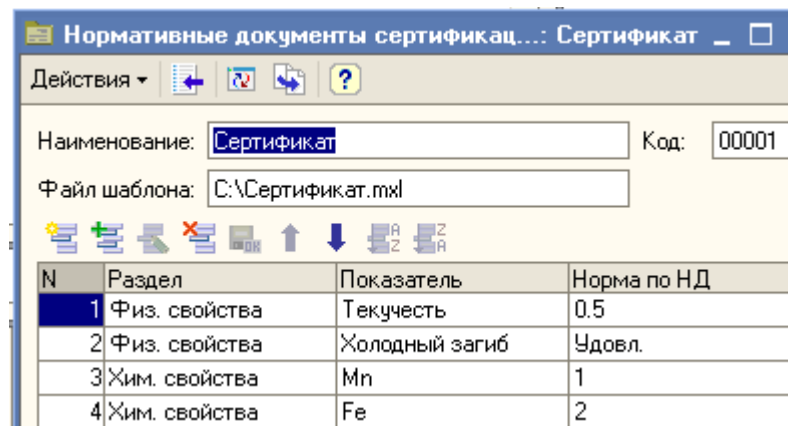 Нормативные документы сертификац...: Сертификат
Действия
Наименование: Сертификат Код: 00001
Файл шаблона: C:\Сертификат.mxl
N Раздел Показатель Норма по НД
1 Физ. свойства Текучесть 0.5
2 Физ. свойства Холодный загиб Удовл.
3 Хим. свойства Mn 1
4 Хим. свойства Fe 2